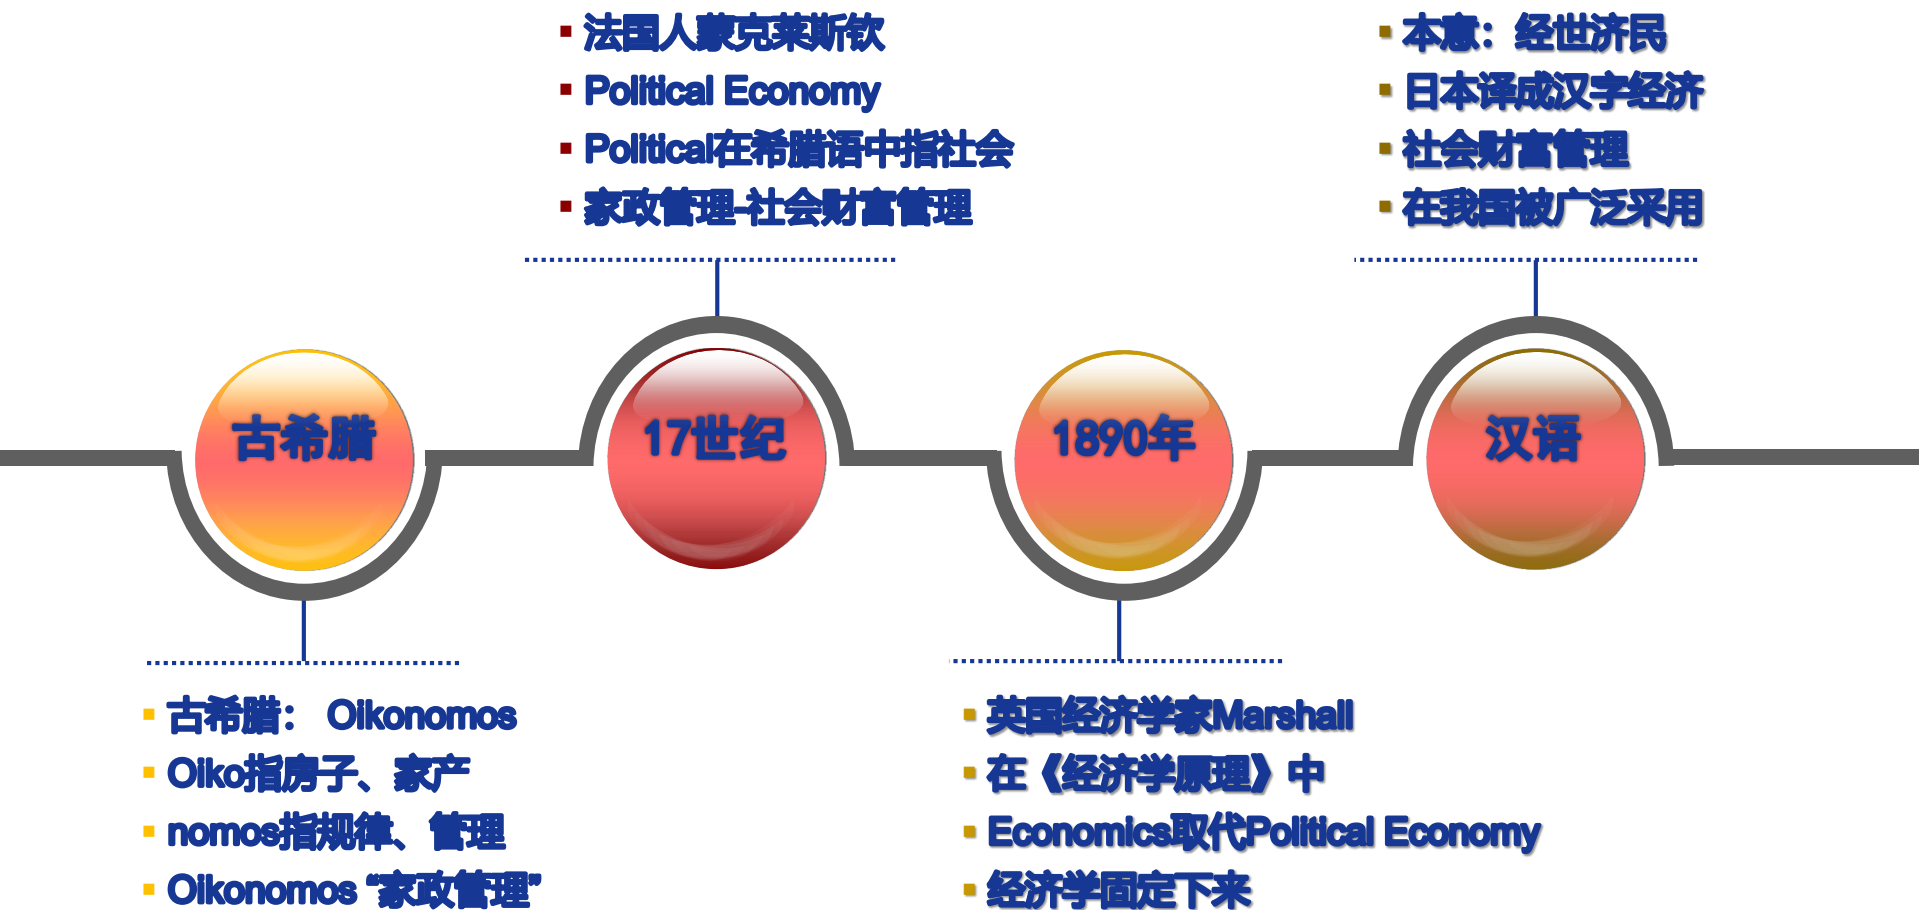 法国人蒙克莱斯钦
Political Economy
Political在希腊语中指社会
家政管理-社会财富管理
本意：经世济民
日本译成汉字经济
社会财富管理
在我国被广泛采用
古希腊
17世纪
1890年
汉语
古希腊： Oikonomos
Oiko指房子、家产
nomos指规律、管理
Oikonomos “家政管理”
英国经济学家Marshall
在《经济学原理》中
Economics取代Political Economy
经济学固定下来